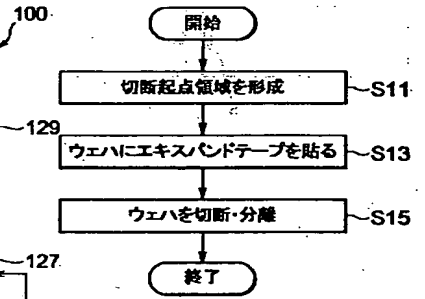 100
開始
切断起点領域を形成 S11
129
ウェハにエキスパンドテープを貼る S13
ウェハを切断・分離 S15
127
終了